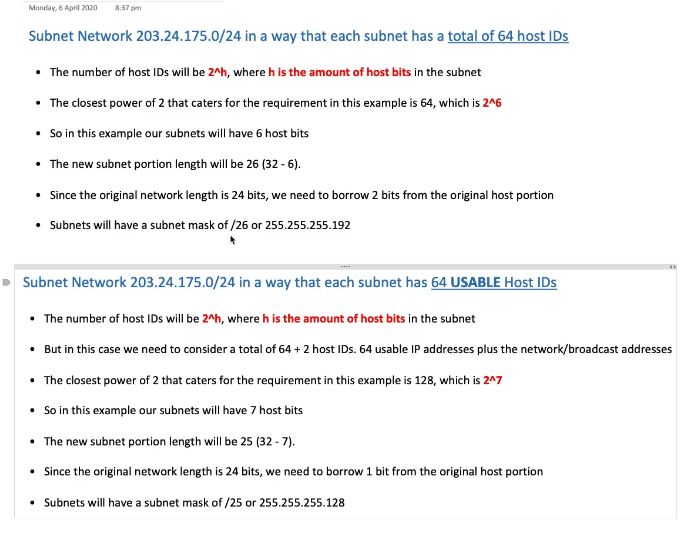 Monday, 6 April 2020 8:37 pm
Subnet Network 203.24.175.0/24 in a way that each subnet has a total of 64 host IDs
• The number of host IDs will be 2^h, where h is the amount of host bits in the subnet
• The closest power of 2 that caters for the requirement in this example is 64, which is 2^6
• So in this example our subnets will have 6 host bits
• The new subnet portion length will be 26 (32 - 6).
• Since the original network length is 24 bits, we need to borrow 2 bits from the original host portion
• Subnets will have a subnet mask of /26 or 255.255.255.192
Subnet Network 203.24.175.0/24 in a way that each subnet has 64 USABLE Host IDs
• The number of host IDs will be 2^h, where h is the amount of host bits in the subnet
• But in this case we need to consider a total of 64 + 2 host IDs. 64 usable IP addresses plus the network/broadcast addresses
• The closest power of 2 that caters for the requirement in this example is 128, which is 2^7
• So in this example our subnets will have 7 host bits
• The new subnet portion length will be 25 (32 - 7).
• Since the original network length is 24 bits, we need to borrow 1 bit from the original host portion
• Subnets will have a subnet mask of /25 or 255.255.255.128